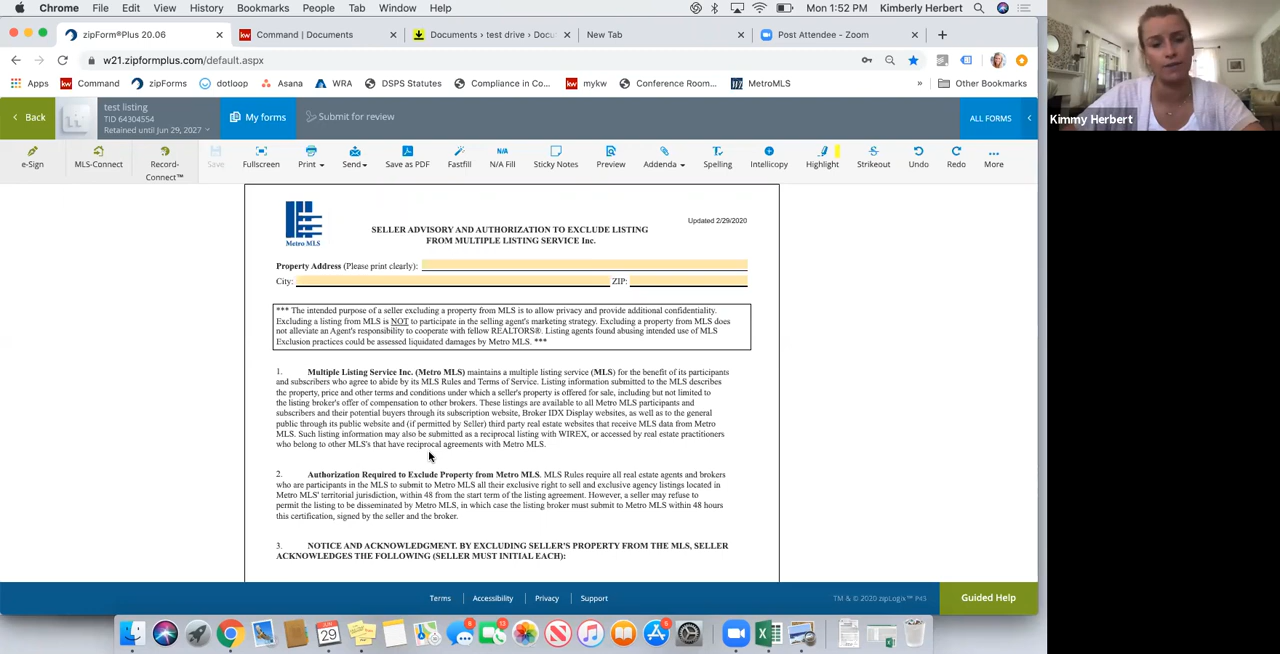 Chrome File Edit View History Bookmarks People Tab Window Help Mon 1:52 PM Kimberly Herbert
zipForm®Plus 20.06 Command | Documents Documents › test drive › Docu New Tab Post Attendee - Zoom
w21.zipformplus.com/default.aspx
Apps Command zipForms dotloop Asana WRA DSPS Statutes Compliance in Co... mykw Conference Room... MetroMLS » Other Bookmarks
Back
test listing
TID 64304554
Retained until Jun 29, 2027
My forms Submit for review ALL FORMS
e-Sign MLS-Connect Record-Connect™ Save Fullscreen Print Send Save as PDF Fastfill N/A Fill Sticky Notes Preview Addenda Spelling Intellicopy Highlight Strikeout Undo Redo More
Kimmy Herbert
Metro MLS
Updated 2/29/2020
SELLER ADVISORY AND AUTHORIZATION TO EXCLUDE LISTING
FROM MULTIPLE LISTING SERVICE Inc.
Property Address (Please print clearly):
City: ZIP:
*** The intended purpose of a seller excluding a property from MLS is to allow privacy and provide additional confidentiality.
Excluding a listing from MLS is NOT to participate in the selling agent's marketing strategy. Excluding a property from MLS does
not alleviate an Agent's responsibility to cooperate with fellow REALTORS®. Listing agents found abusing intended use of MLS
Exclusion practices could be assessed liquidated damages by Metro MLS. ***
1. Multiple Listing Service Inc. (Metro MLS) maintains a multiple listing service (MLS) for the benefit of its participants
and subscribers who agree to abide by its MLS Rules and Terms of Service. Listing information submitted to the MLS describes
the property, price and other terms and conditions under which a seller's property is offered for sale, including but not limited to
the listing broker's offer of compensation to other brokers. These listings are available to all Metro MLS participants and
subscribers and their potential buyers through its subscription website, Broker IDX Display websites, as well as to the general
public through its public website and (if permitted by Seller) third party real estate websites that receive MLS data from Metro
MLS. Such listing information may also be submitted as a reciprocal listing with WIREX, or accessed by real estate practitioners
who belong to other MLS's that have reciprocal agreements with Metro MLS.
2. Authorization Required to Exclude Property from Metro MLS. MLS Rules require all real estate agents and brokers
who are participants in the MLS to submit to Metro MLS all their exclusive right to sell and exclusive agency listings located in
Metro MLS' territorial jurisdiction, within 48 from the start term of the listing agreement. However, a seller may refuse to
permit the listing to be disseminated by Metro MLS, in which case the listing broker must submit to Metro MLS within 48 hours
this certification, signed by the seller and the broker.
3. NOTICE AND ACKNOWLEDGMENT. BY EXCLUDING SELLER'S PROPERTY FROM THE MLS, SELLER
ACKNOWLEDGES THE FOLLOWING (SELLER MUST INITIAL EACH):
Terms Accessibility Privacy Support TM & © 2020 zipLogix™ P43 Guided Help